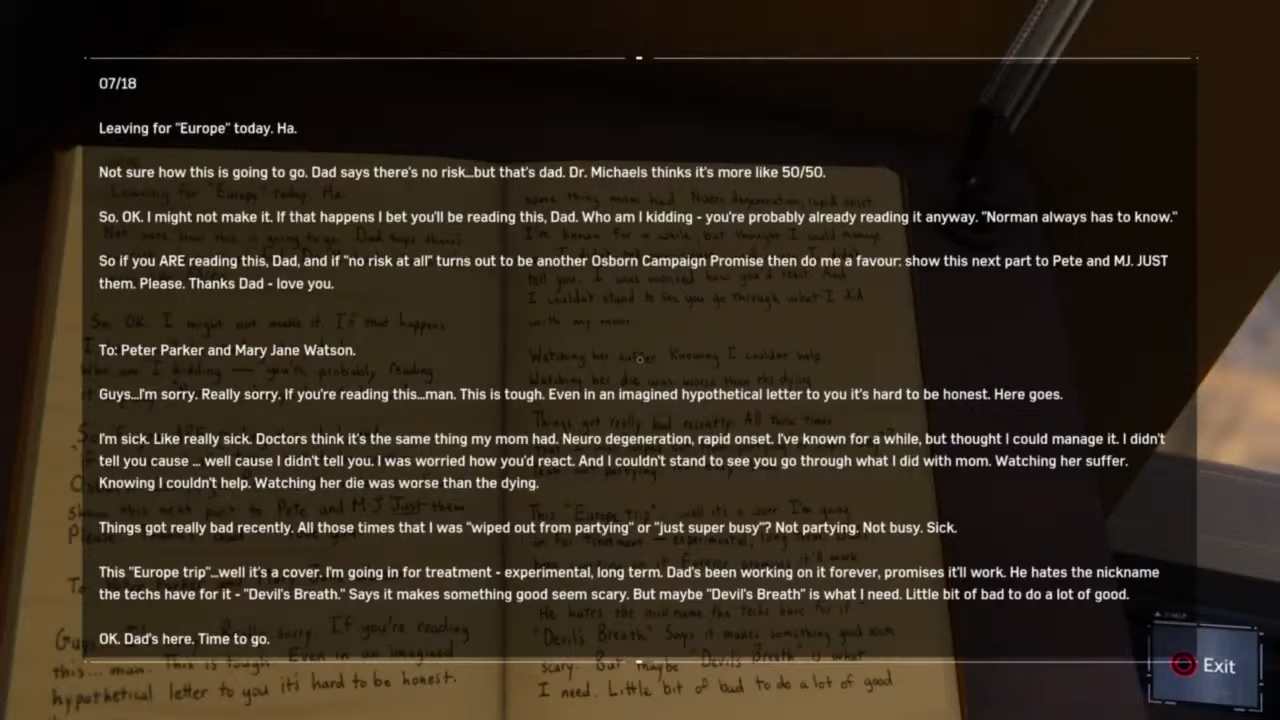 07/18
Leaving for "Europe" today. Ha.
Not sure how this is going to go. Dad says there's no risk...but that's dad. Dr. Michaels thinks it's more like 50/50.
So. OK. I might not make it. If that happens I bet you'll be reading this, Dad. Who am I kidding - you're probably already reading it anyway. "Norman always has to know."
So if you ARE reading this, Dad, and if "no risk at all" turns out to be another Osborn Campaign Promise then do me a favour: show this next part to Pete and MJ. JUST
them. Please. Thanks Dad - love you.
To: Peter Parker and Mary Jane Watson.
Guys...I'm sorry. Really sorry. If you're reading this...man. This is tough. Even in an imagined hypothetical letter to you it's hard to be honest. Here goes.
I'm sick. Like really sick. Doctors think it's the same thing my mom had. Neuro degeneration, rapid onset. I've known for a while, but thought I could manage it. I didn't
tell you cause ... well cause I didn't tell you. I was worried how you'd react. And I couldn't stand to see you go through what I did with mom. Watching her suffer.
Knowing I couldn't help. Watching her die was worse than the dying.
Things got really bad recently. All those times that I was "wiped out from partying" or "just super busy"? Not partying. Not busy. Sick.
This "Europe trip"...well it's a cover. I'm going in for treatment - experimental, long term. Dad's been working on it forever, promises it'll work. He hates the nickname
the techs have for it - "Devil's Breath." Says it makes something good seem scary. But maybe "Devil's Breath" is what I need. Little bit of bad to do a lot of good.
OK. Dad's here. Time to go.
Exit